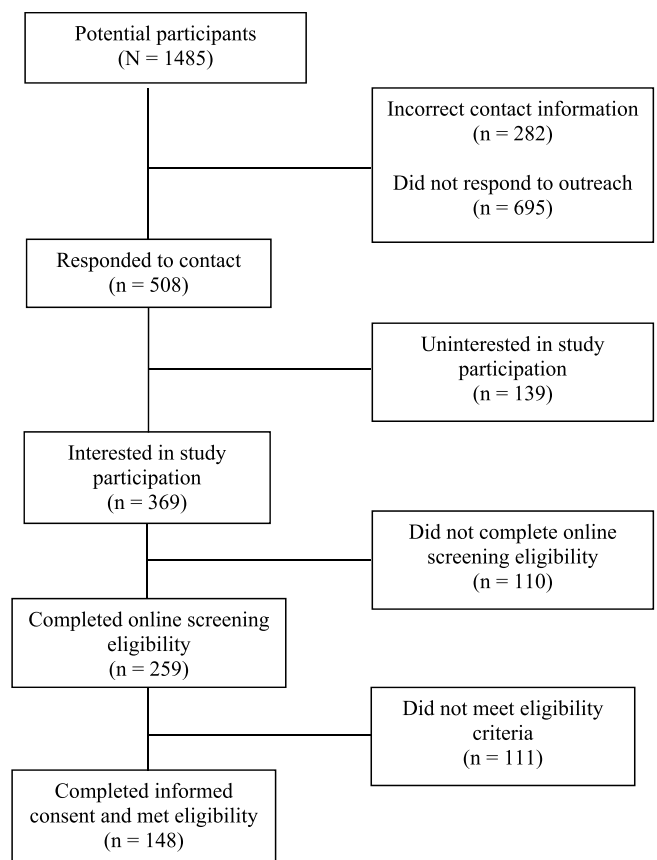 Potential participants
(N = 1485)
Incorrect contact information
(n = 282)
Did not respond to outreach
(n = 695)
Responded to contact
(n = 508)
Uninterested in study
participation
(n = 139)
Interested in study
participation
(n = 369)
Did not complete online
screening eligibility
(n = 110)
Completed online screening
eligibility
(n = 259)
Did not meet eligibility
criteria
(n = 111)
Completed informed
consent and met eligibility
(n = 148)